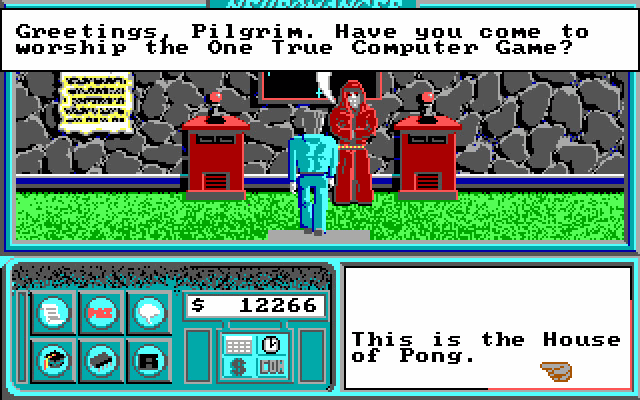 Greetings, Pilgrim. Have you come to
worship the One True Computer Game?
PAX
$ 12266
This is the House
of Pong.